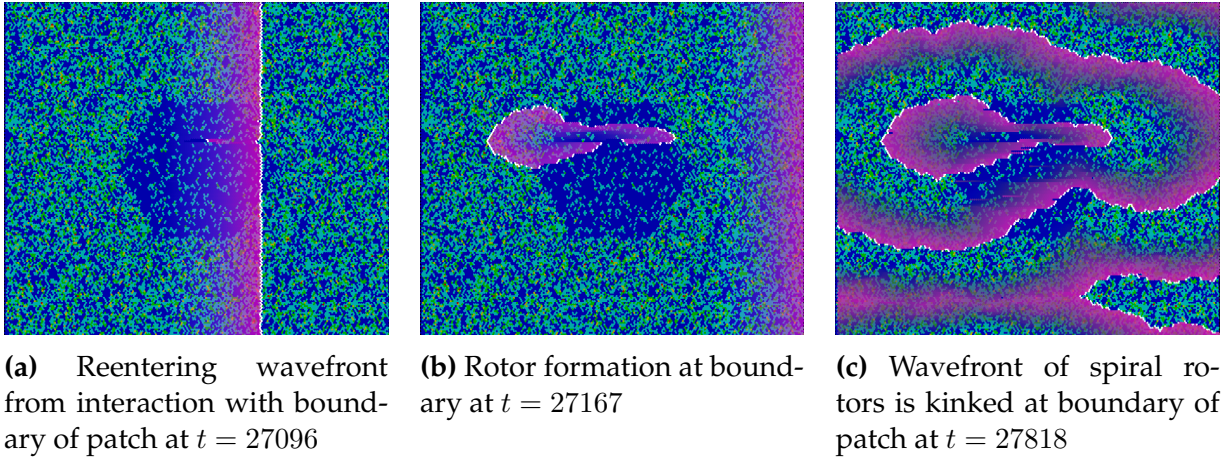 (a) Reentering wavefront
from interaction with bound-
ary of patch at t = 27096
(b) Rotor formation at bound-
ary at t = 27167
(c) Wavefront of spiral ro-
tors is kinked at boundary of
patch at t = 27818